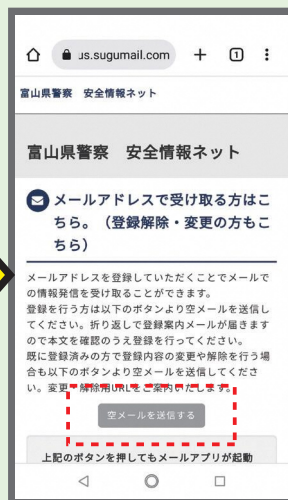 us.sugumail.com
1
富山県警察 安全情報ネット
富山県警察 安全情報ネット
メールアドレスで受け取る方はこ
ちら。（登録解除・変更の方もこ
ちら）
メールアドレスを登録していただくことでメールで
の情報発信を受け取ることができます。
登録を行う方は以下のボタンより空メールを送信し
てください。折り返しで登録案内メールが届きます
ので本文を確認のうえ登録を行ってください。
既に登録済みの方で登録内容の変更や解除を行う場
合も以下のボタンより空メールを送信してくださ
い。変更・解除用URLをご案内いたします。
空メールを送信する
上記のボタンを押してもメールアプリが起動